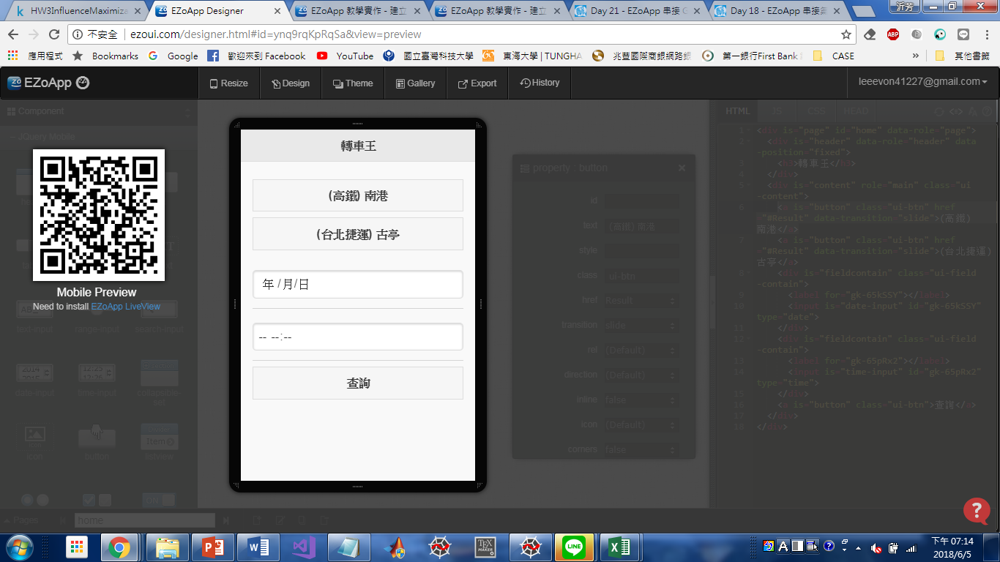 HW3InfluenceMaximiza
EZoApp Designer
EZoApp 教學實作 - 建立
EZoApp 教學實作 - 建立
Day 21 - EZoApp 串接 G
Day 18 - EZoApp 串接氣
沂芳
不安全 | ezoui.com/designer.html#id=ynq9rqKpRqSa&view=preview
ABP
應用程式
Bookmarks
Google
歡迎來到 Facebook
YouTube
國立臺灣科技大學
東海大學 | TUNGHA
兆豐國際商銀網路銀
第一銀行First Bank
CASE
»
其他書籤
EZoApp
Resize
Design
Theme
Gallery
Export
History
leeevon41227@gmail.com
Component
JQuery Mobile
Mobile Preview
Need to install EZoApp LiveView
text-input
range-input
search-input
date-input
time-input
collapsible-
set
icon
button
listview
Item
ON
Pages
home
轉車王
(高鐵) 南港
(台北捷運) 古亭
年 /月/日
-- --:--
查詢
property : button
id
text (高鐵) 南港
style
class ui-btn
href Result
transition slide
rel (Default)
direction (Default)
inline false
icon (Default)
corners false
HTML
JS
CSS
HEAD
1 <div is="page" id="home" data-role="page">
2 <div is="header" data-role="header" data
-position="fixed">
3 <h3>轉車王</h3>
4 </div>
5 <div is="content" role="main" class="ui
-content">
6 <a is="button" class="ui-btn" href
="#Result" data-transition="slide">(高鐵)
南港</a>
7 <a is="button" class="ui-btn" href
="#Result" data-transition="slide">(台北捷運)
古亭</a>
8 <div is="fieldcontain" class="ui-field
-contain">
9 <label for="gk-65kSSY"></label>
10 <input is="date-input" id="gk-65kSSY"
type="date">
11 </div>
12 <div is="fieldcontain" class="ui-field
-contain">
13 <label for="gk-65pRx2"></label>
14 <input is="time-input" id="gk-65pRx2"
type="time">
15 </div>
16 <a is="button" class="ui-btn">查詢</a>
17 </div>
18 </div>
?
LINE
A
下午 07:14
2018/6/5